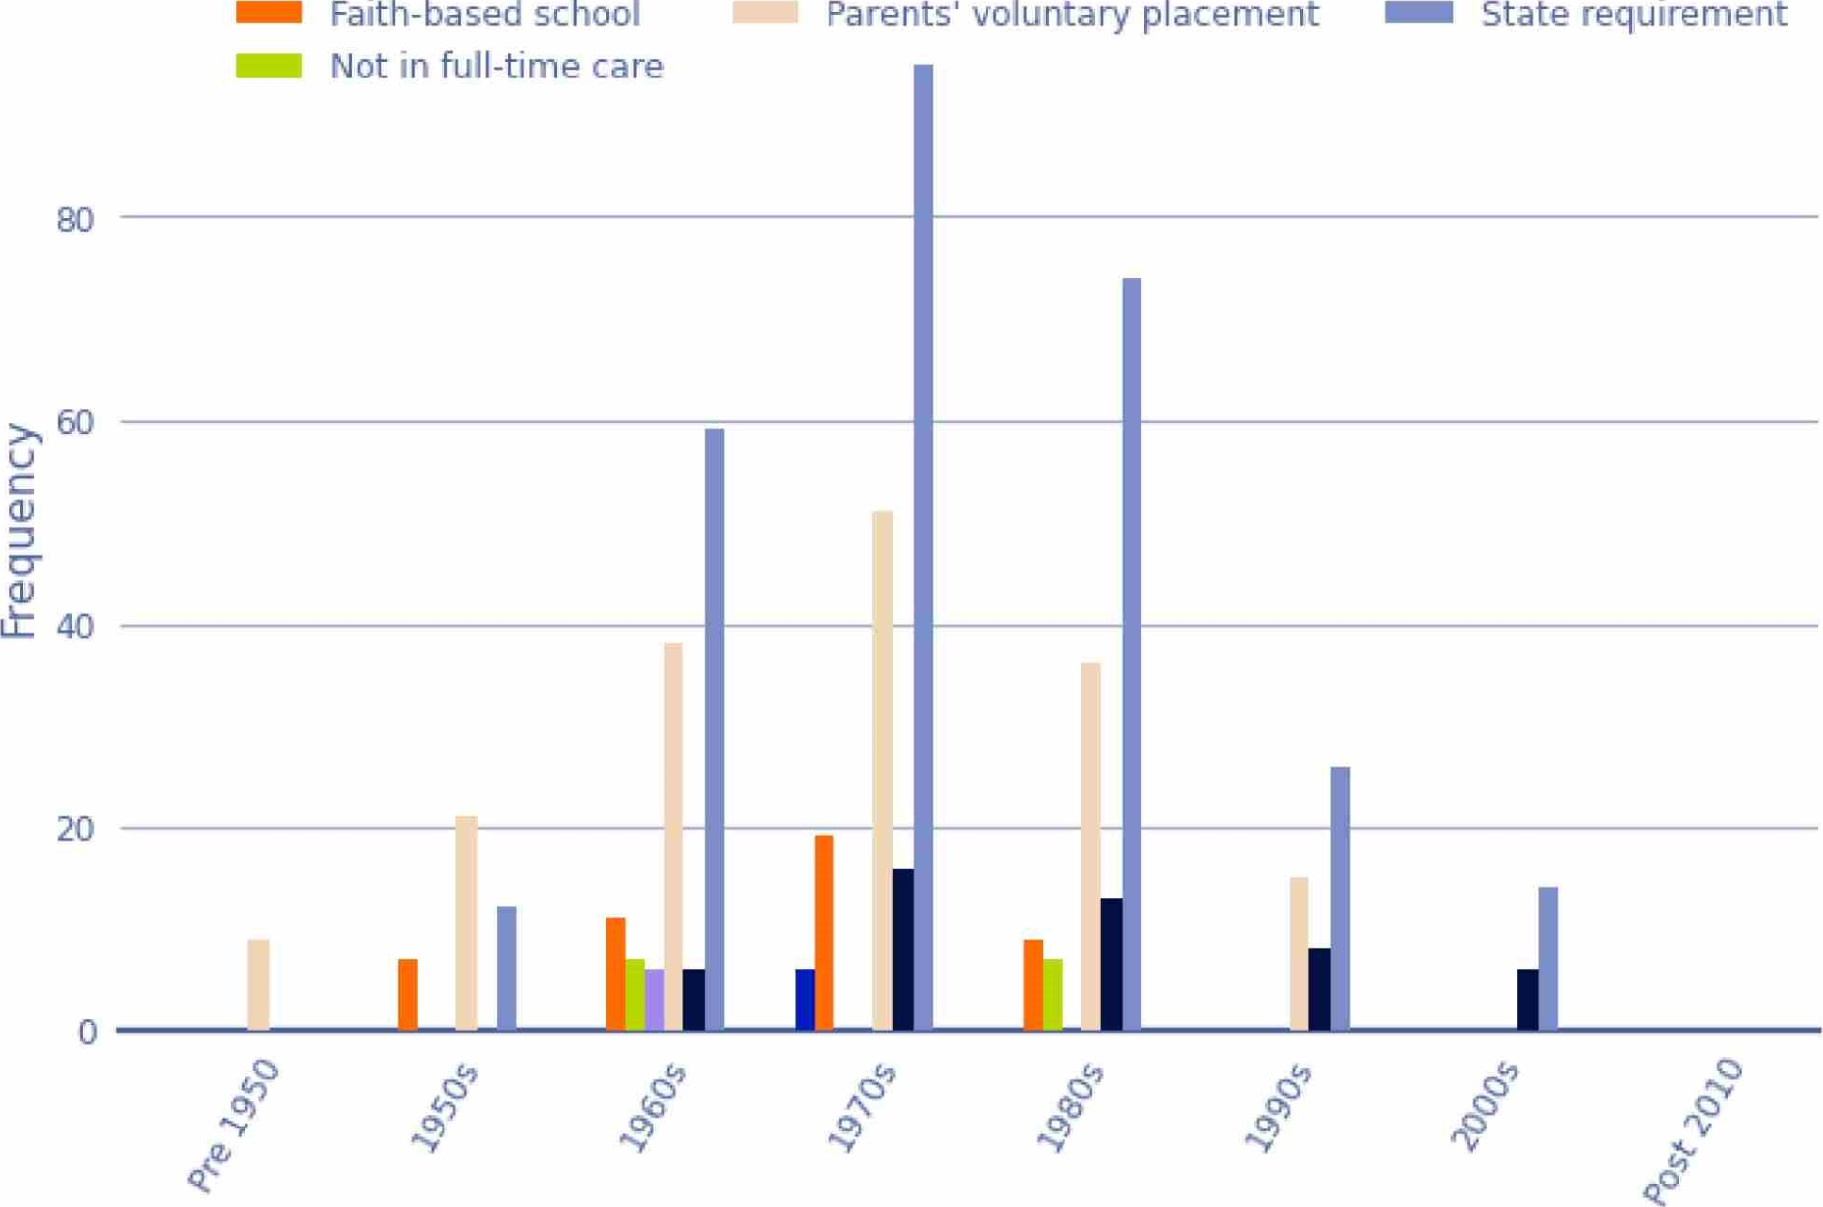 Faith-based school Parents' voluntary placement State requirement
Not in full-time care
80
60
40
20
0
Frequency
Pre 1950 1950s 1960s 1970s 1980s 1990s 2000s Post 2010